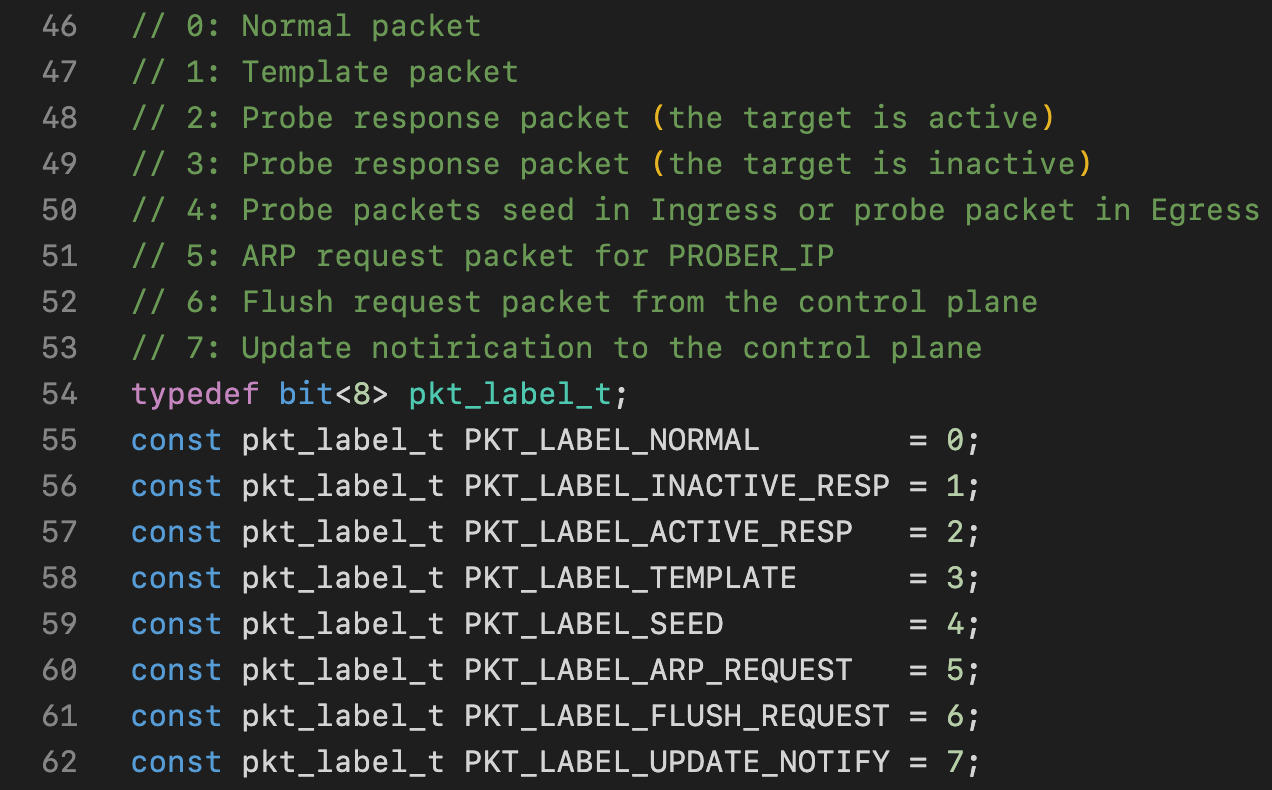 46 // 0: Normal packet
47 // 1: Template packet
48 // 2: Probe response packet (the target is active)
49 // 3: Probe response packet (the target is inactive)
50 // 4: Probe packets seed in Ingress or probe packet in Egress
51 // 5: ARP request packet for PROBER_IP
52 // 6: Flush request packet from the control plane
53 // 7: Update notirication to the control plane
54 typedef bit<8> pkt_label_t;
55 const pkt_label_t PKT_LABEL_NORMAL        = 0;
56 const pkt_label_t PKT_LABEL_INACTIVE_RESP = 1;
57 const pkt_label_t PKT_LABEL_ACTIVE_RESP   = 2;
58 const pkt_label_t PKT_LABEL_TEMPLATE      = 3;
59 const pkt_label_t PKT_LABEL_SEED          = 4;
60 const pkt_label_t PKT_LABEL_ARP_REQUEST   = 5;
61 const pkt_label_t PKT_LABEL_FLUSH_REQUEST = 6;
62 const pkt_label_t PKT_LABEL_UPDATE_NOTIFY = 7;